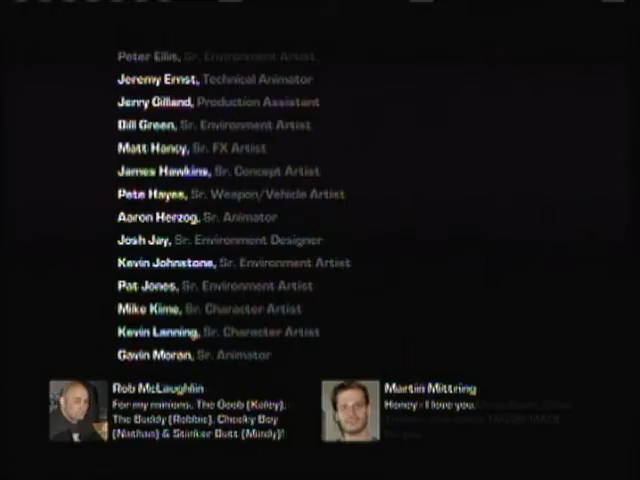 Peter Ellis, Sr. Environment Artist
Jeremy Ernst, Technical Animator
Jerry Gilland, Production Assistant
Bill Green, Sr. Environment Artist
Matt Hancy, Sr. FX Artist
James Hawkins, Sr. Concept Artist
Pete Hayes, Sr. Weapon/Vehicle Artist
Aaron Herzog, Sr. Animator
Josh Jay, Sr. Environment Designer
Kevin Johnstone, Sr. Environment Artist
Pat Jones, Sr. Environment Artist
Mike Kime, Sr. Character Artist
Kevin Lanning, Sr. Character Artist
Gavin Moran, Sr. Animator
Rob McLaughlin
For my minions, The Goob (Kaley),
The Buddy (Robbie), Chunky Boy
(Nathan) & Stinker Butt (Mindy)!
Martin Mittring
Honey - I love you.
TAILOR MADE